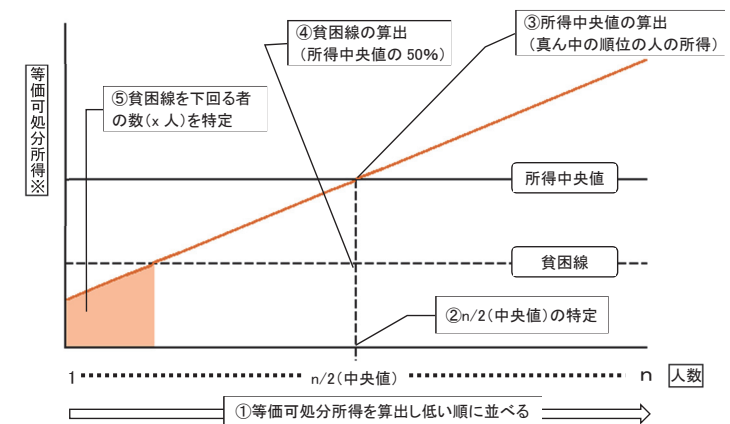 ④貧困線の算出
(所得中央値の 50%)
③所得中央値の算出
(真ん中の順位の人の所得)
等価可処分所得※
⑤貧困線を下回る者
の数(x 人)を特定
所得中央値
貧困線
②n/2(中央値)の特定
1 n/2(中央値) n 人数
①等価可処分所得を算出し低い順に並べる